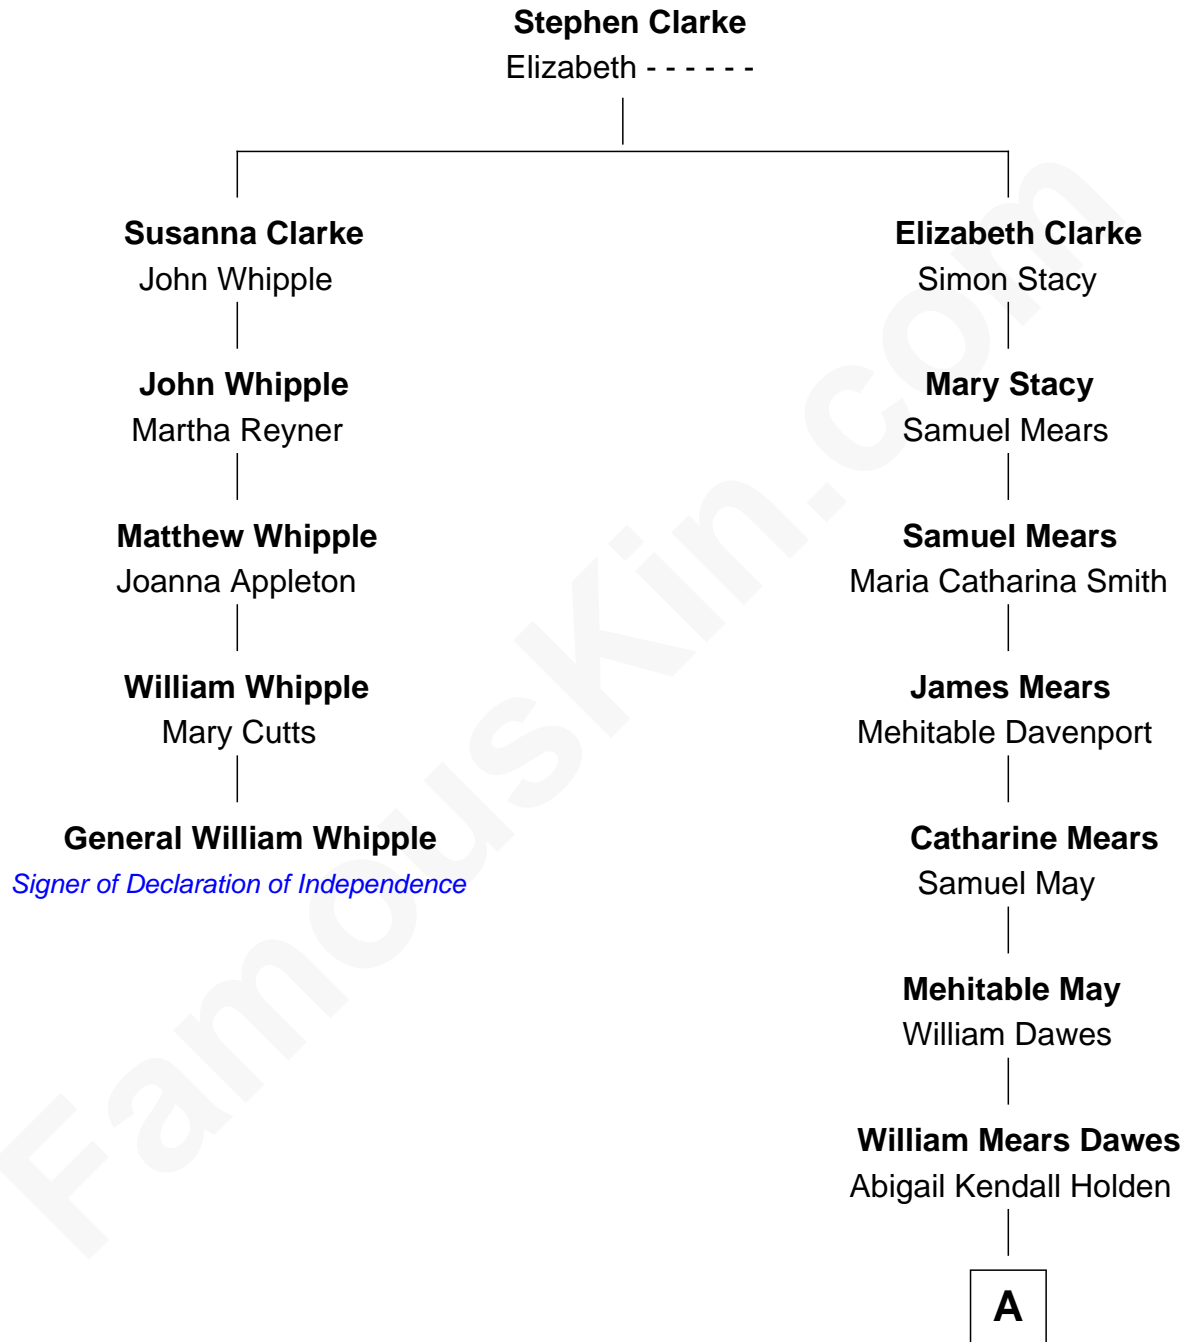 Stephen Clarke
Elizabeth - - - - - -
Susanna Clarke
John Whipple
John Whipple
Martha Reyner
Matthew Whipple
Joanna Appleton
William Whipple
Mary Cutts
General William Whipple
Signer of Declaration of Independence
Elizabeth Clarke
Simon Stacy
Mary Stacy
Samuel Mears
Samuel Mears
Maria Catharina Smith
James Mears
Mehitable Davenport
Catharine Mears
Samuel May
Mehitable May
William Dawes
William Mears Dawes
Abigail Kendall Holden
A
FamousKin.com